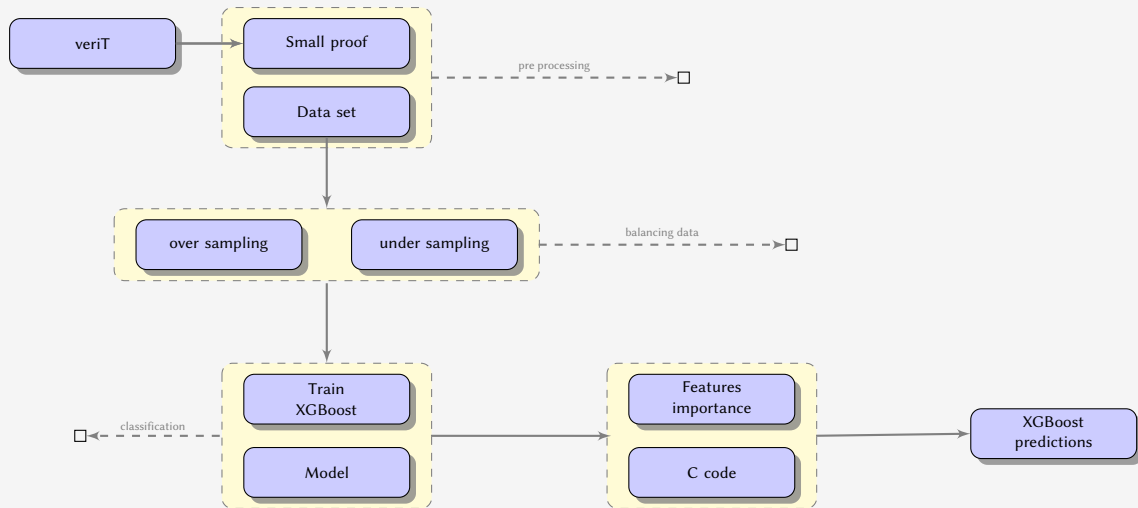 veriT
Small proof
pre processing
Data set
over sampling
under sampling
balancing data
Train
XGBoost
classification
Model
Features
importance
C code
XGBoost
predictions